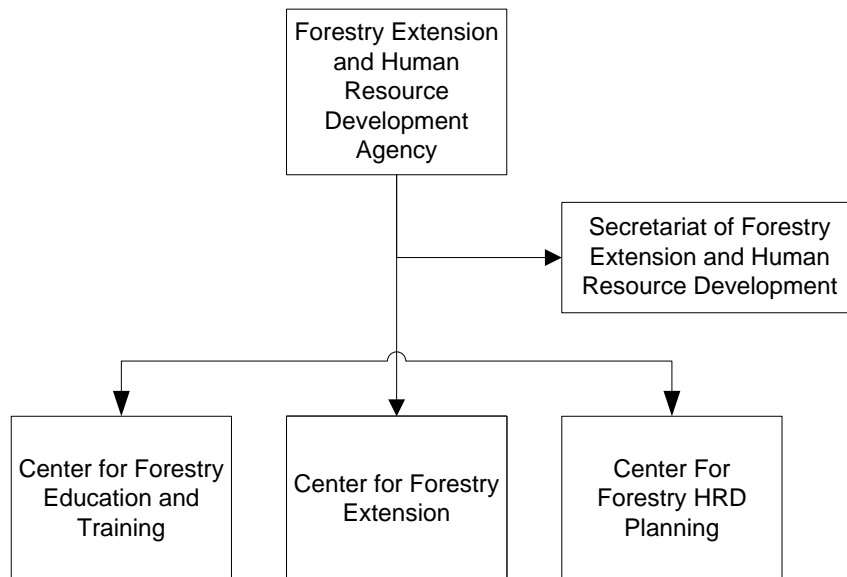 Forestry Extension
and Human
Resource
Development
Agency
Secretariat of Forestry
Extension and Human
Resource Development
Center for Forestry
Education and
Training
Center for Forestry
Extension
Center For
Forestry HRD
Planning